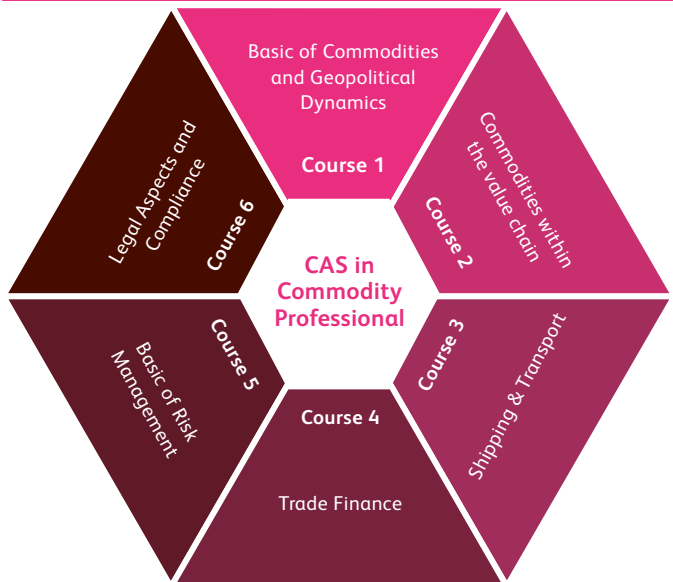 Basic of Commodities
and Geopolitical
Dynamics
Course 1
Commodities within
the value chain
Course 2
Course 3
Shipping & Transport
Course 4
Trade Finance
Course 5
Basic of Risk
Management
Legal Aspects and
Compliance
Course 6
CAS in
Commodity
Professional